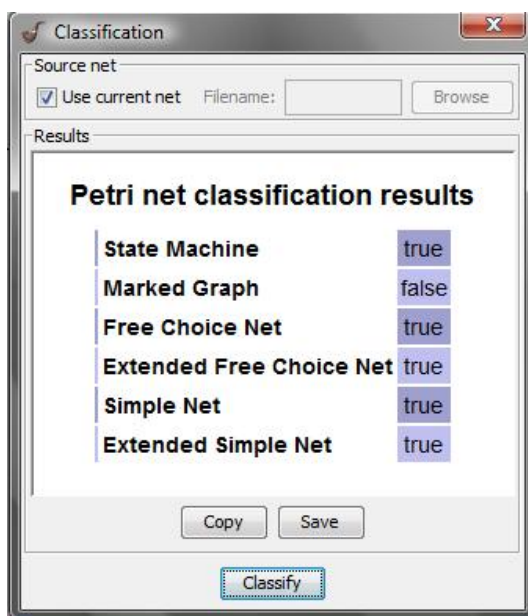 Classification
Source net
Use current net Filename: Browse
Results
Petri net classification results
State Machine true
Marked Graph false
Free Choice Net true
Extended Free Choice Net true
Simple Net true
Extended Simple Net true
Copy Save
Classify